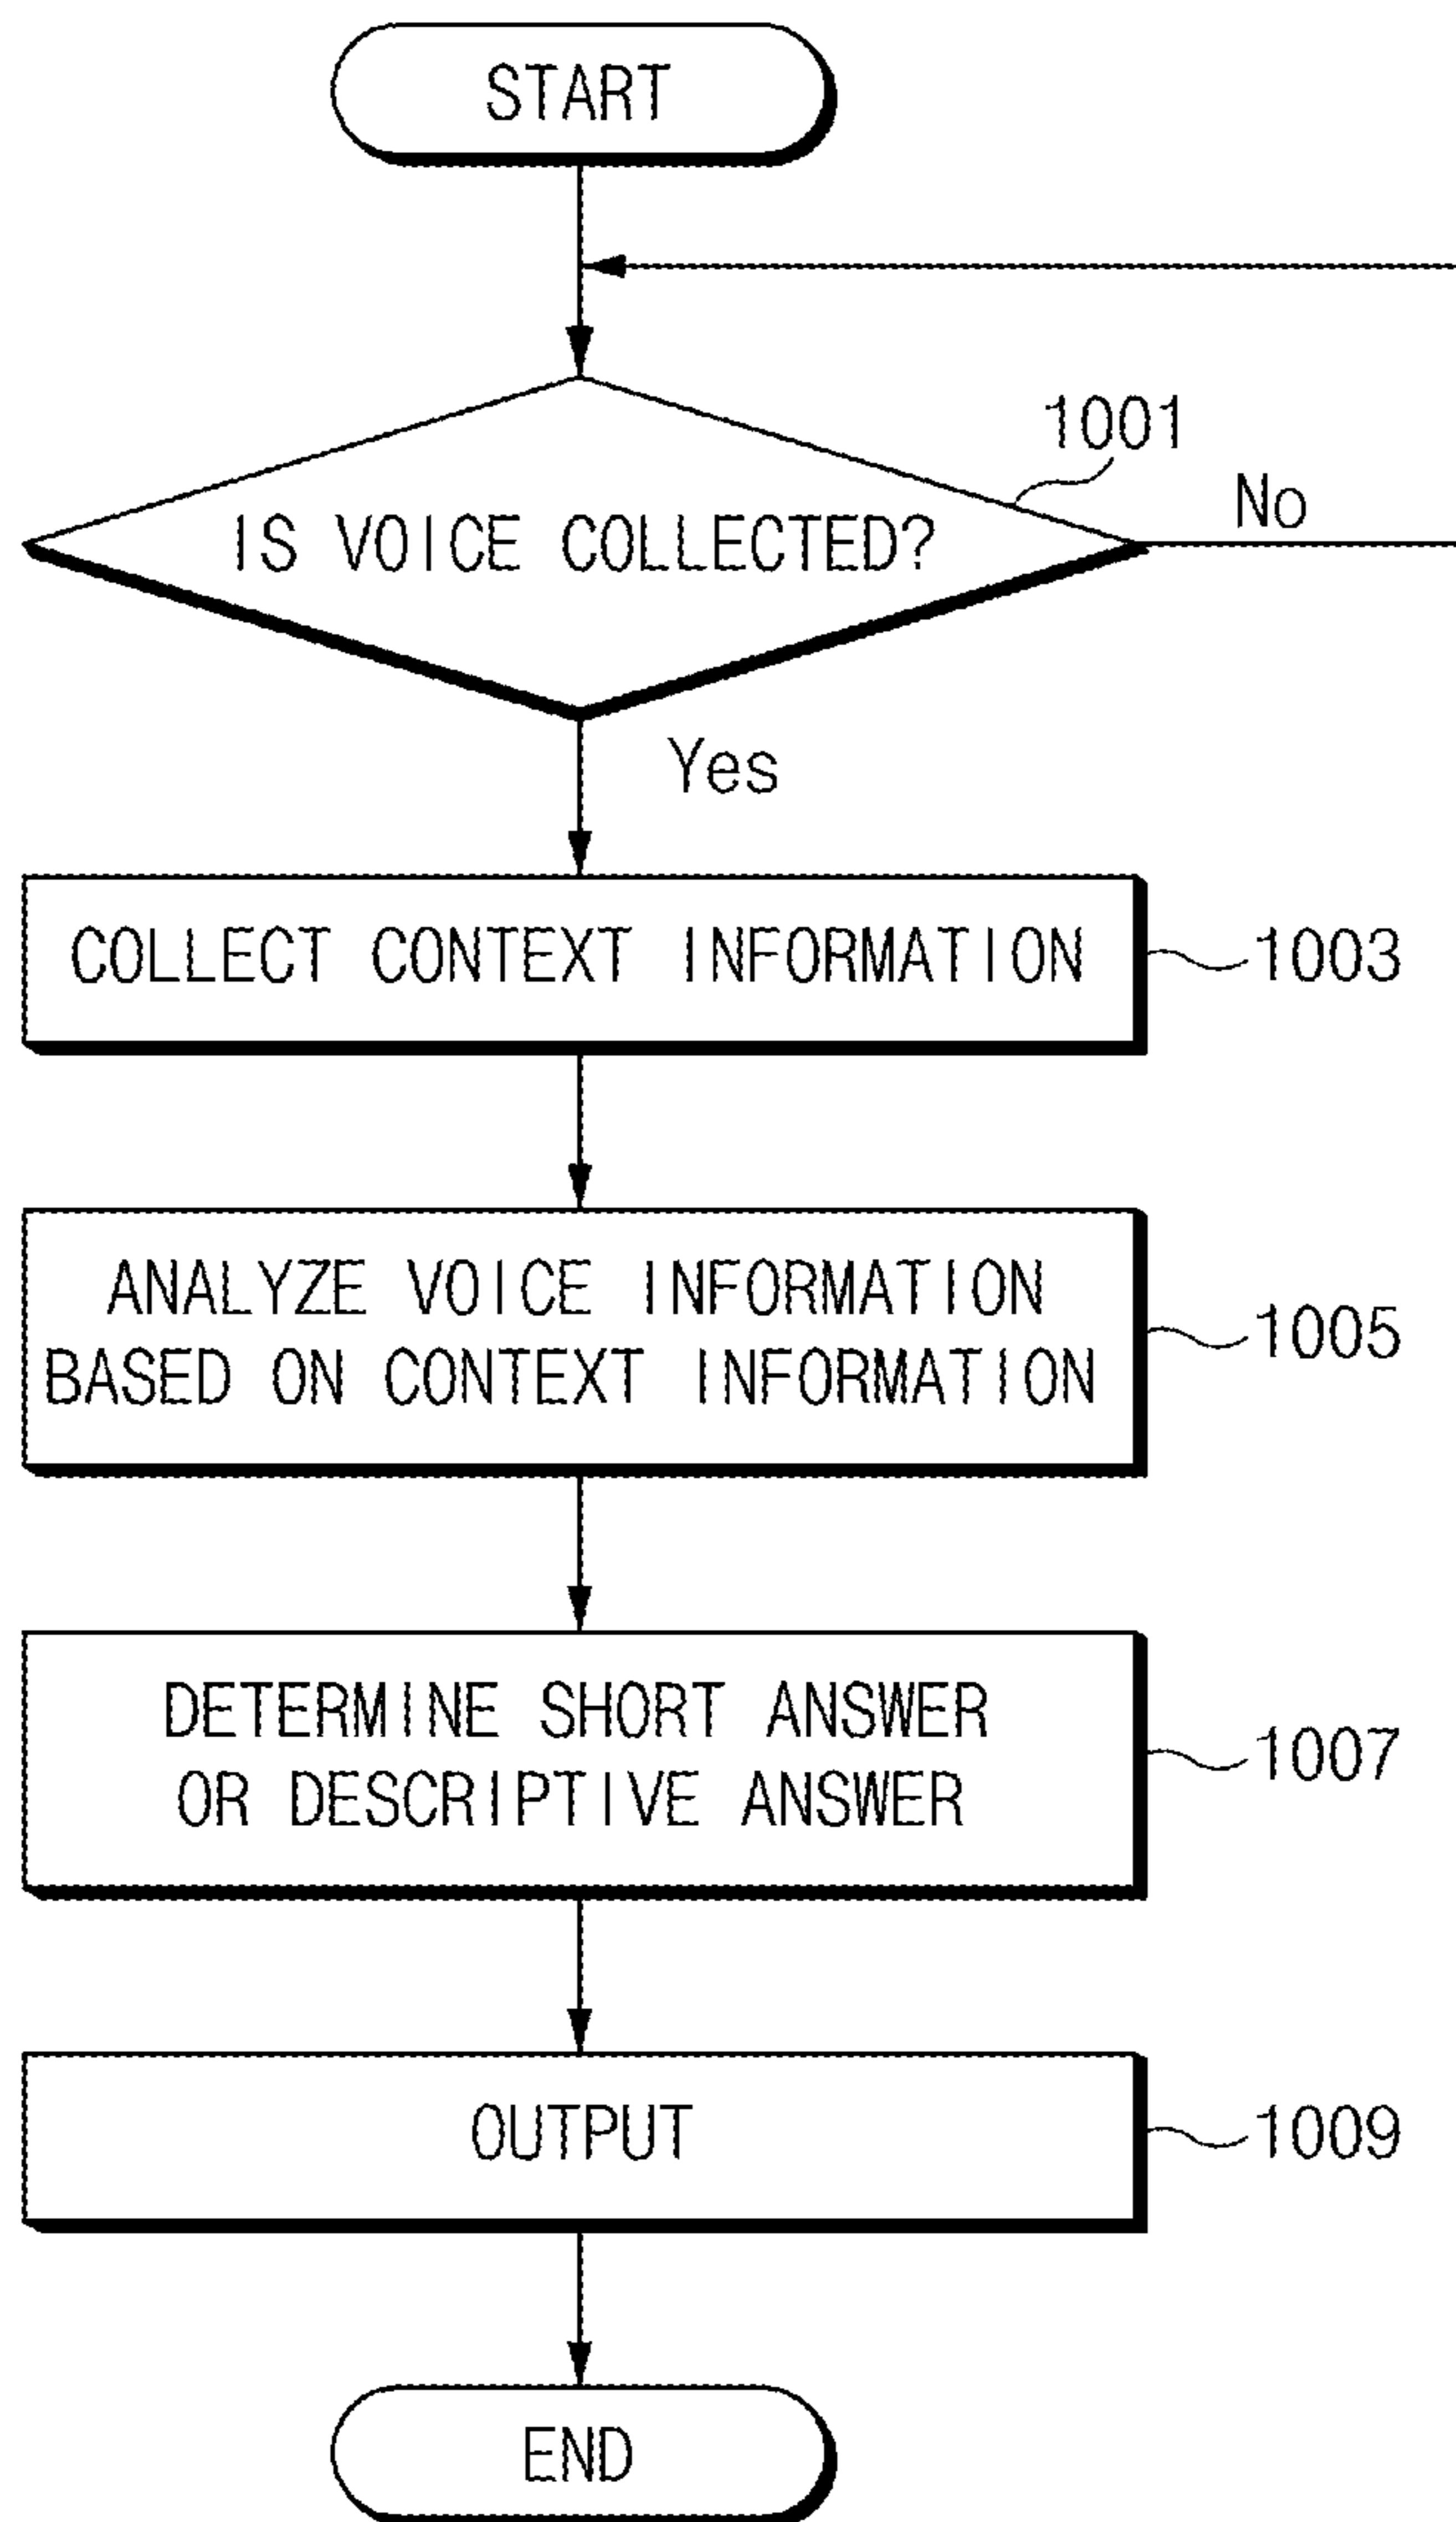 START
1001
No
IS VOICE COLLECTED?
Yes
COLLECT CONTEXT INFORMATION
1003
ANALYZE VOICE INFORMATION
BASED ON CONTEXT INFORMATION
1005
DETERMINE SHORT ANSWER
OR DESCRIPTIVE ANSWER
1007
OUTPUT
1009
END